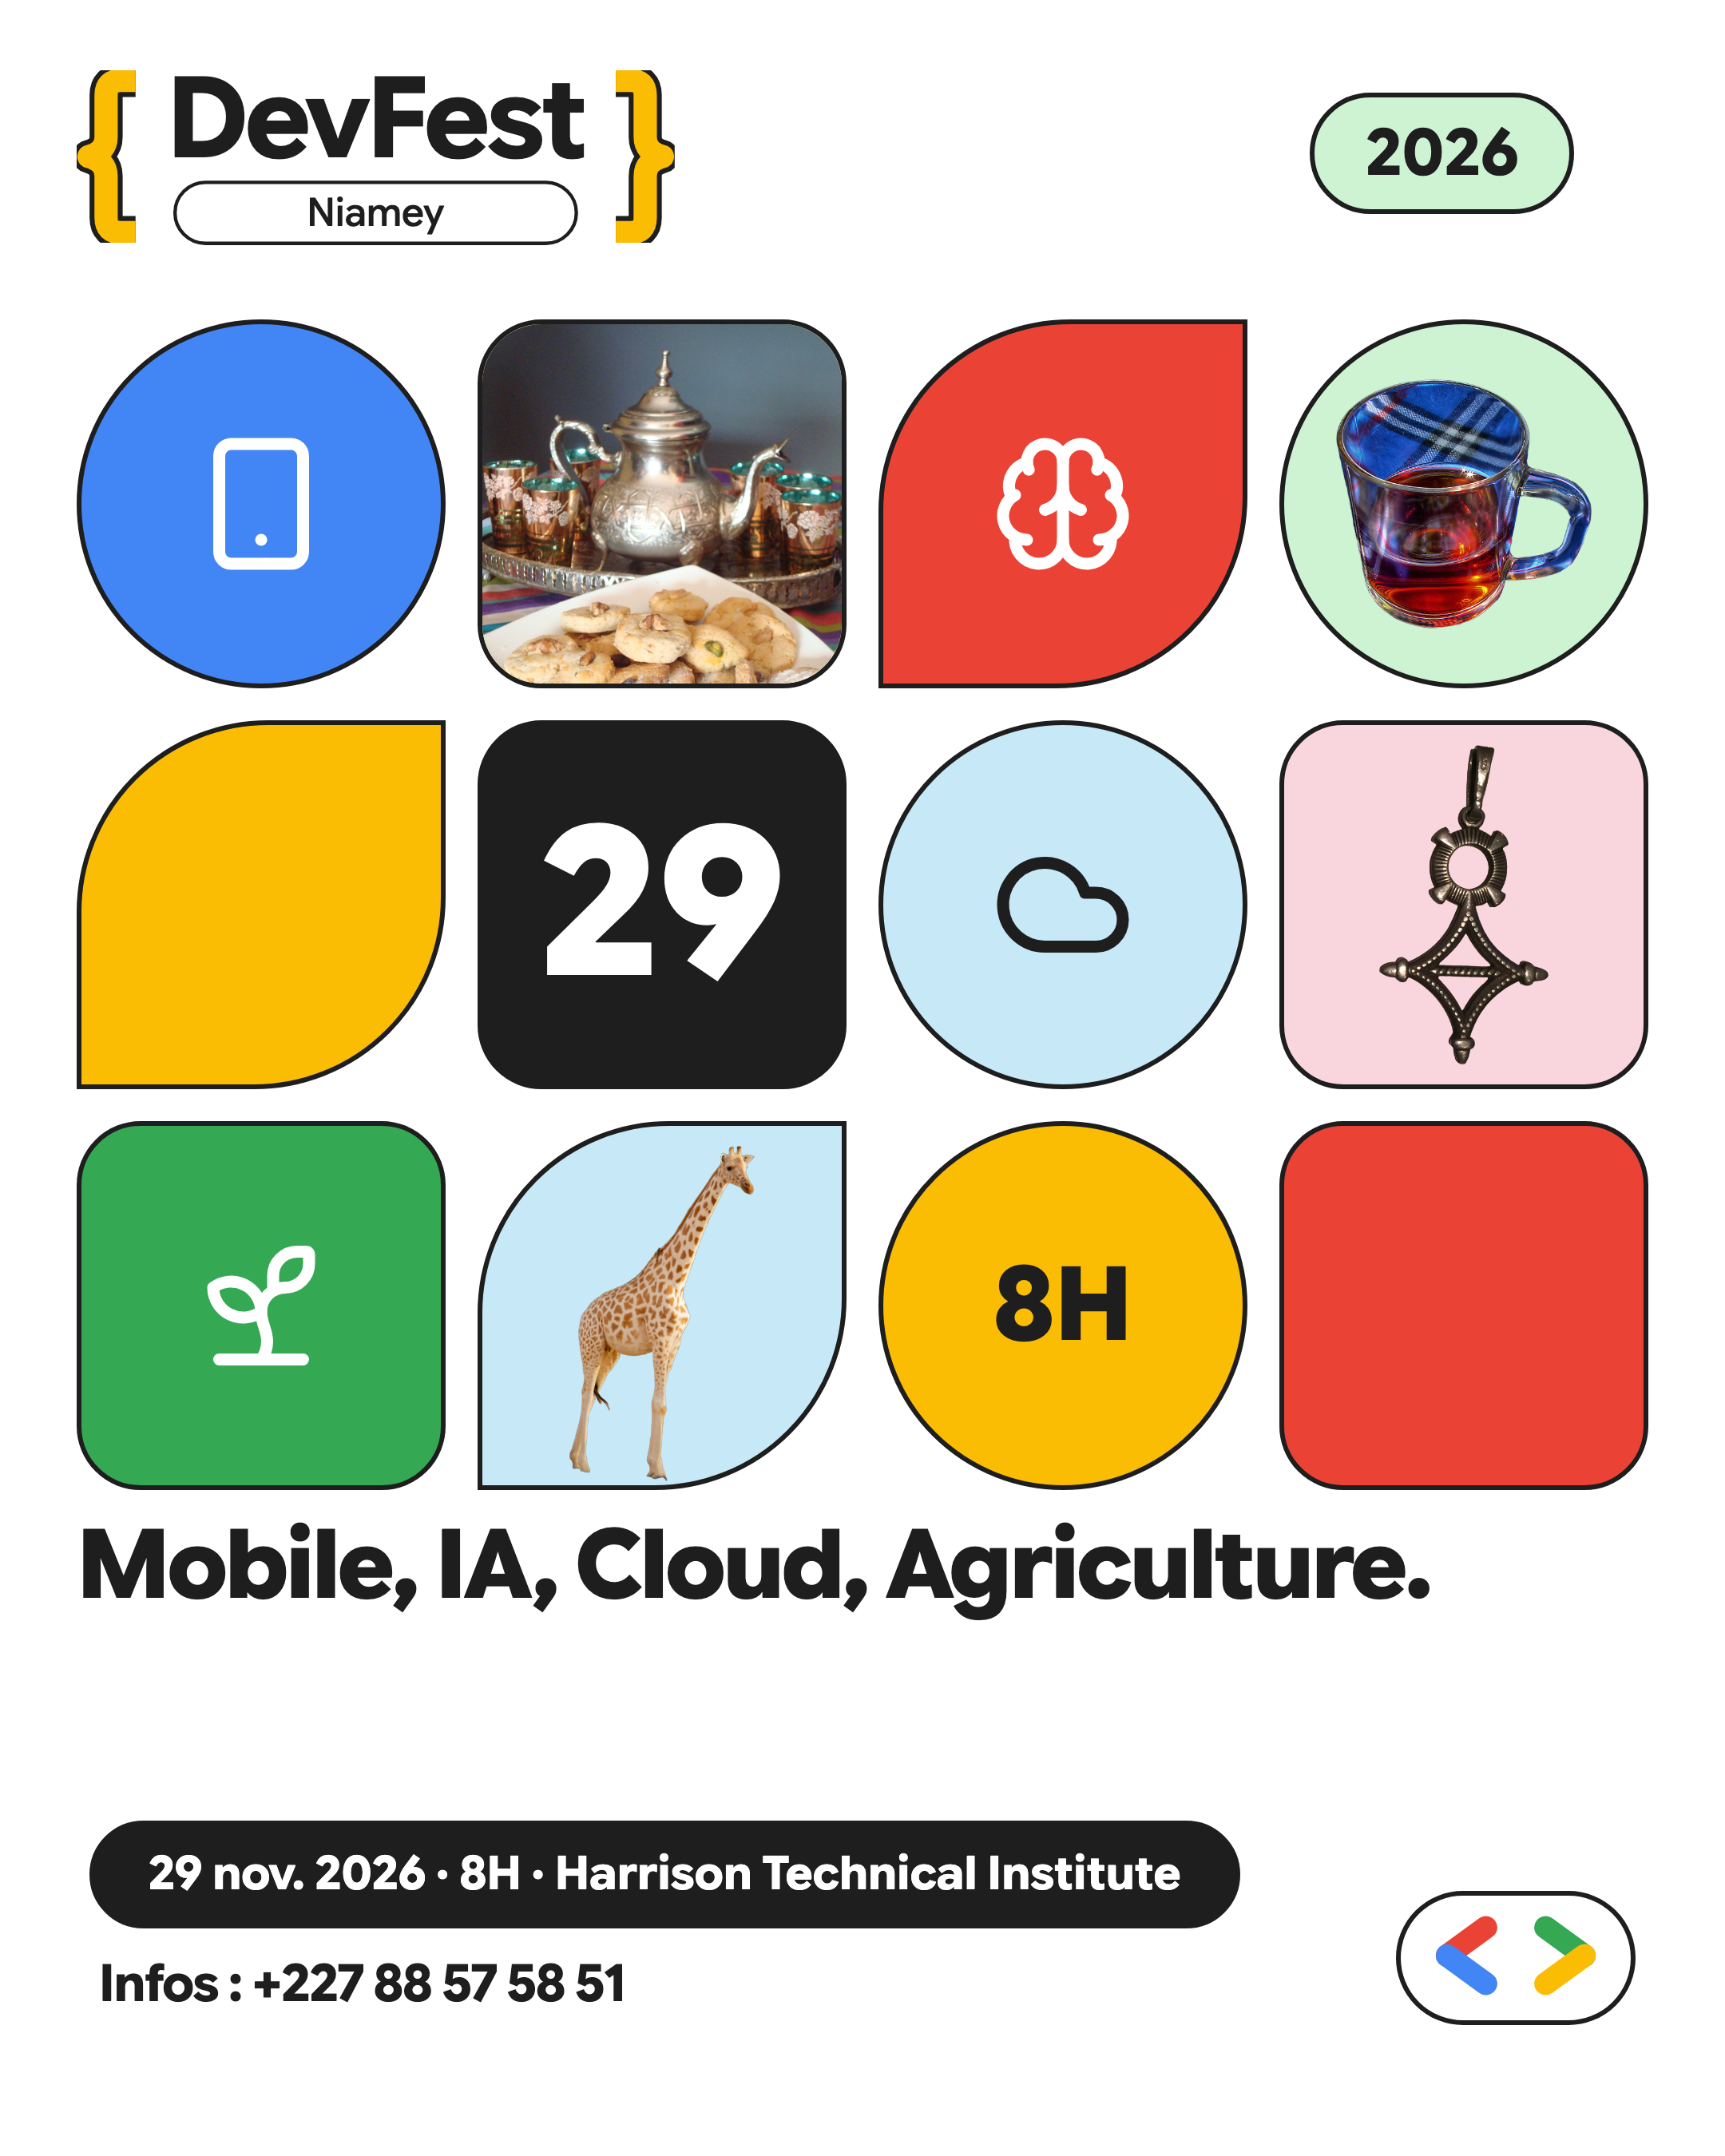 DevFest
Niamey
2026
29
8H
Mobile, IA, Cloud, Agriculture.
29 nov. 2026 · 8H · Harrison Technical Institute
Infos : +227 88 57 58 51